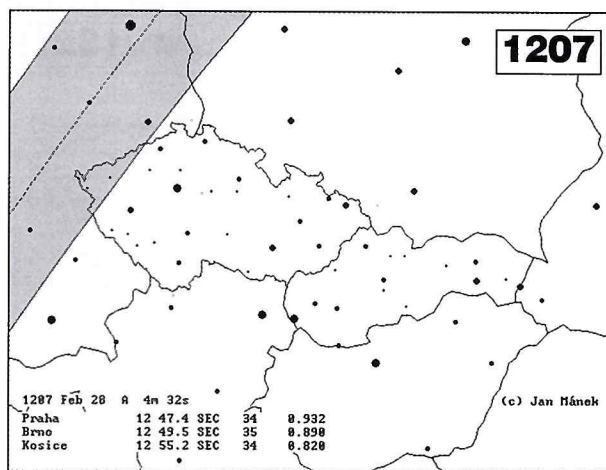 1207
1207 Feb 28 A 4m 32s
(c) Jan Mánek
Praha 12 47.4 SEC 34 0.932
Brno 12 49.5 SEC 35 0.890
Kosice 12 55.2 SEC 34 0.820